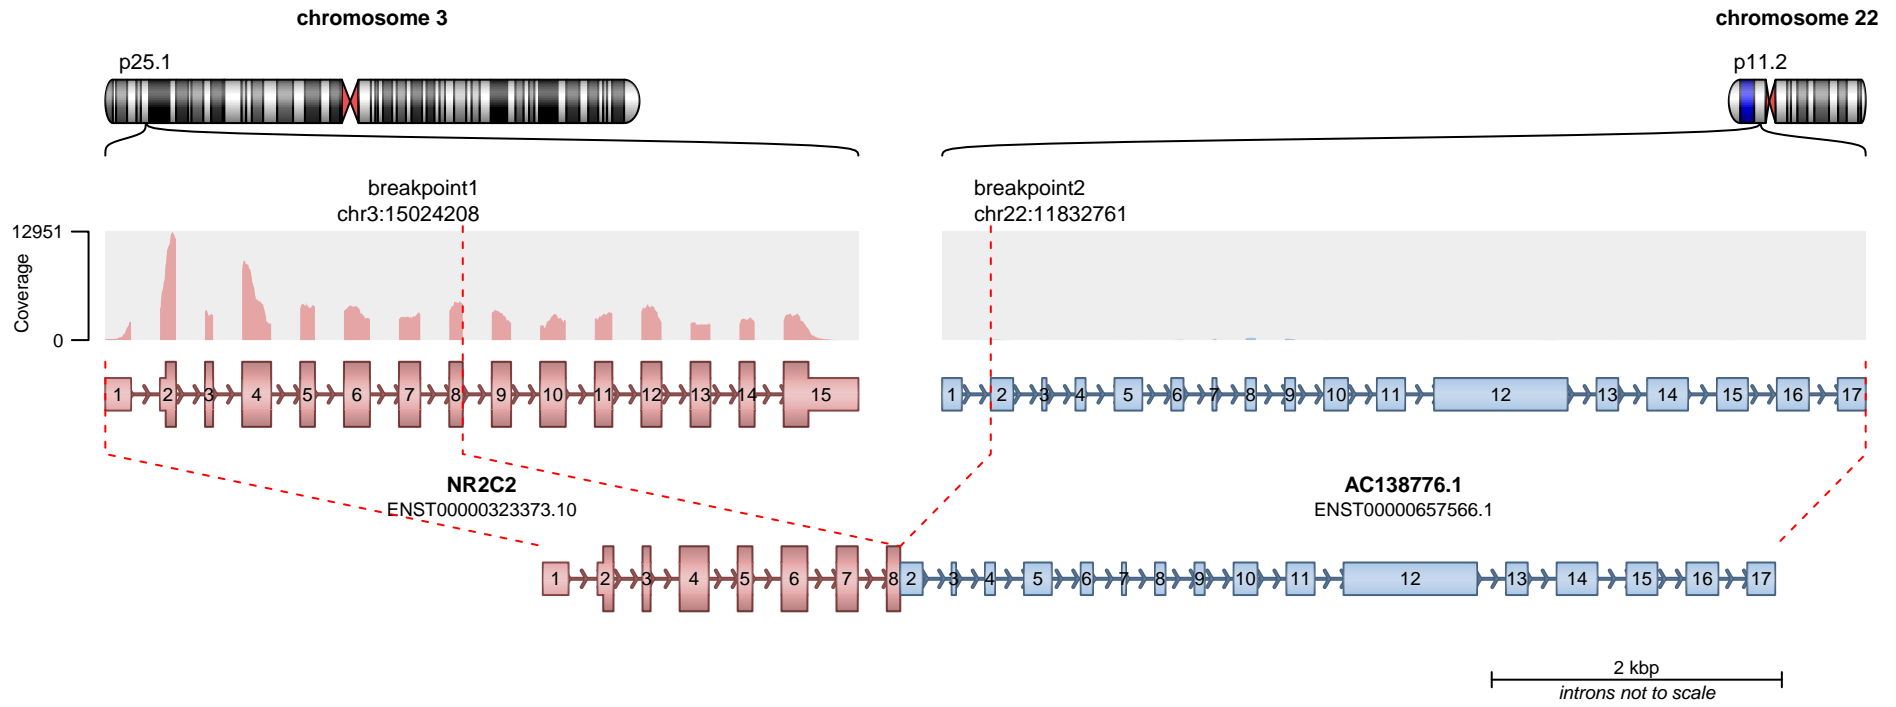 chromosome 3
chromosome 22
p25.1
p11.2
breakpoint1
chr3:15024208
breakpoint2
chr22:11832761
12951
Coverage
0
1 2 3 4 5 6 7 8 9 10 11 12 13 14 15
1 2 3 4 5 6 7 8 9 10 11 12 13 14 15 16 17
NR2C2
ENST00000323373.10
AC138776.1
ENST00000657566.1
1 2 3 4 5 6 7 8 2 3 4 5 6 7 8 9 10 11 12 13 14 15 16 17
2 kbp
introns not to scale